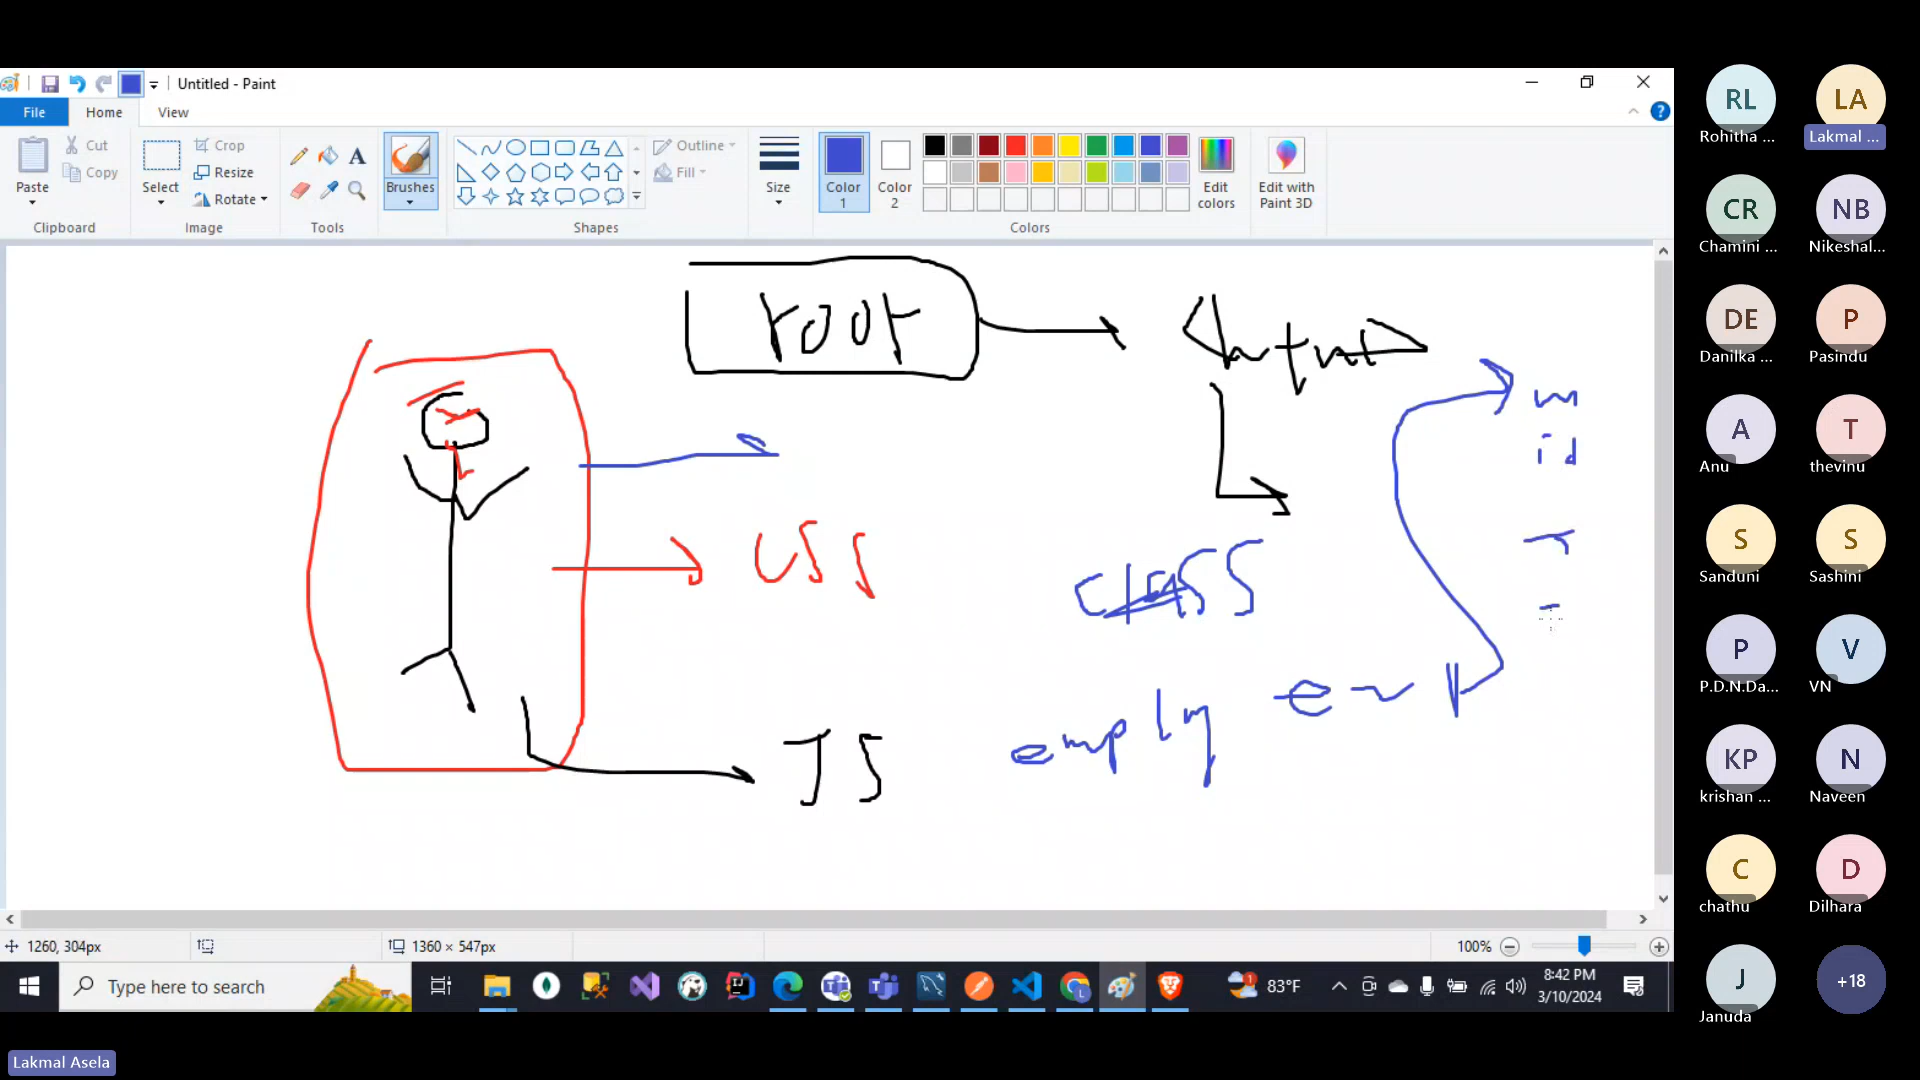 Untitled - Paint
File Home View
Paste
Cut
Copy
Clipboard
Select
Crop
Resize
Rotate
Image
Tools
Brushes
Shapes
Outline
Fill
Size
Color 1
Color 2
Edit colors
Edit with Paint 3D
Colors
root
CSS
class
JS
emply
emp
id
1260, 304px
1360 × 547px
100%
Type here to search
83°F
8:42 PM
3/10/2024
RL
Rohitha ...
LA
Lakmal ...
CR
Chamini ...
NB
Nikeshal...
DE
Danilka ...
P
Pasindu
A
Anu
T
thevinu
S
Sanduni
S
Sashini
P
P.D.N.Da...
V
VN
KP
krishan ...
N
Naveen
C
chathu
D
Dilhara
J
Januda
+18
Lakmal Asela